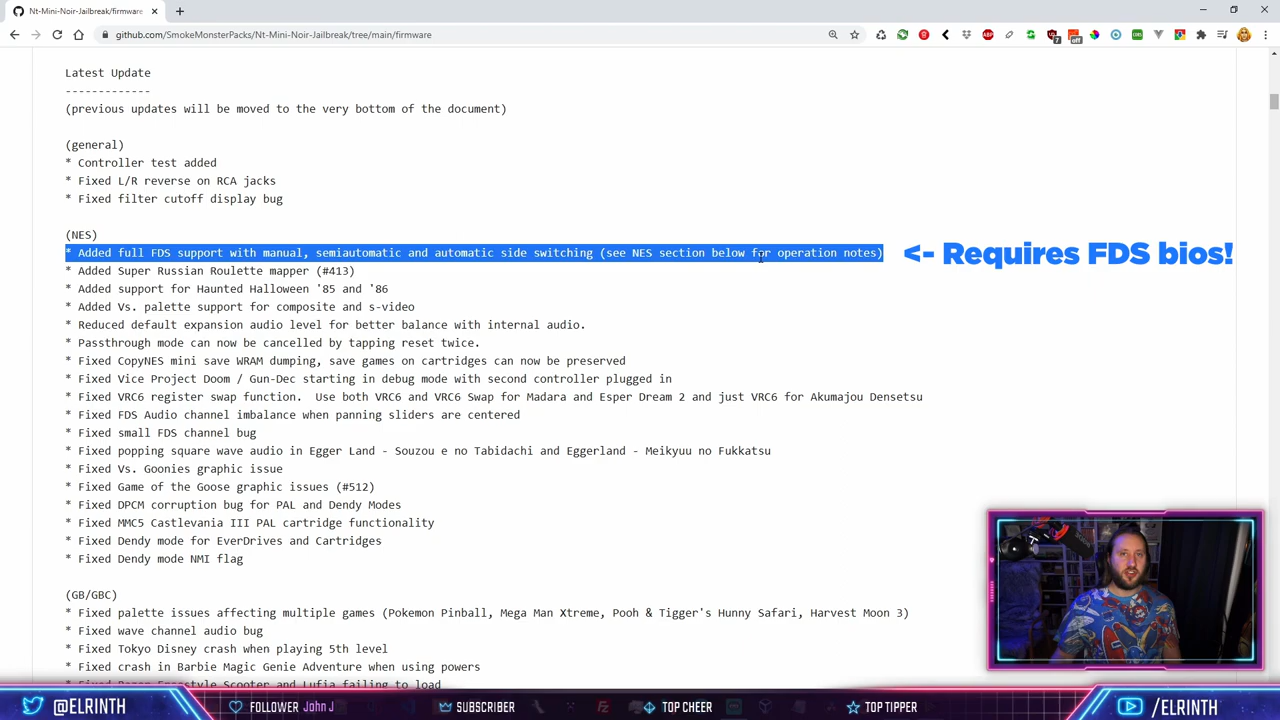 Nt-Mini-Noir-Jailbreak/firmware
github.com/SmokeMonsterPacks/Nt-Mini-Noir-Jailbreak/tree/main/firmware
Latest Update
-------------
(previous updates will be moved to the very bottom of the document)
(general)
* Controller test added
* Fixed L/R reverse on RCA jacks
* Fixed filter cutoff display bug
(NES)
* Added full FDS support with manual, semiautomatic and automatic side switching (see NES section below for operation notes)
<- Requires FDS bios!
* Added Super Russian Roulette mapper (#413)
* Added support for Haunted Halloween '85 and '86
* Added Vs. palette support for composite and s-video
* Reduced default expansion audio level for better balance with internal audio.
* Passthrough mode can now be cancelled by tapping reset twice.
* Fixed CopyNES mini save WRAM dumping, save games on cartridges can now be preserved
* Fixed Vice Project Doom / Gun-Dec starting in debug mode with second controller plugged in
* Fixed VRC6 register swap function.  Use both VRC6 and VRC6 Swap for Madara and Esper Dream 2 and just VRC6 for Akumajou Densetsu
* Fixed FDS Audio channel imbalance when panning sliders are centered
* Fixed small FDS channel bug
* Fixed popping square wave audio in Egger Land - Souzou e no Tabidachi and Eggerland - Meikyuu no Fukkatsu
* Fixed Vs. Goonies graphic issue
* Fixed Game of the Goose graphic issues (#512)
* Fixed DPCM corruption bug for PAL and Dendy Modes
* Fixed MMC5 Castlevania III PAL cartridge functionality
* Fixed Dendy mode for EverDrives and Cartridges
* Fixed Dendy mode NMI flag
(GB/GBC)
* Fixed palette issues affecting multiple games (Pokemon Pinball, Mega Man Xtreme, Pooh & Tigger's Hunny Safari, Harvest Moon 3)
* Fixed wave channel audio bug
* Fixed Tokyo Disney crash when playing 5th level
* Fixed crash in Barbie Magic Genie Adventure when using powers
* Fixed Razor Freestyle Scooter and Lufia failing to load
@ELRINTH
FOLLOWER John J
SUBSCRIBER
TOP CHEER
TOP TIPPER
/ELRINTH